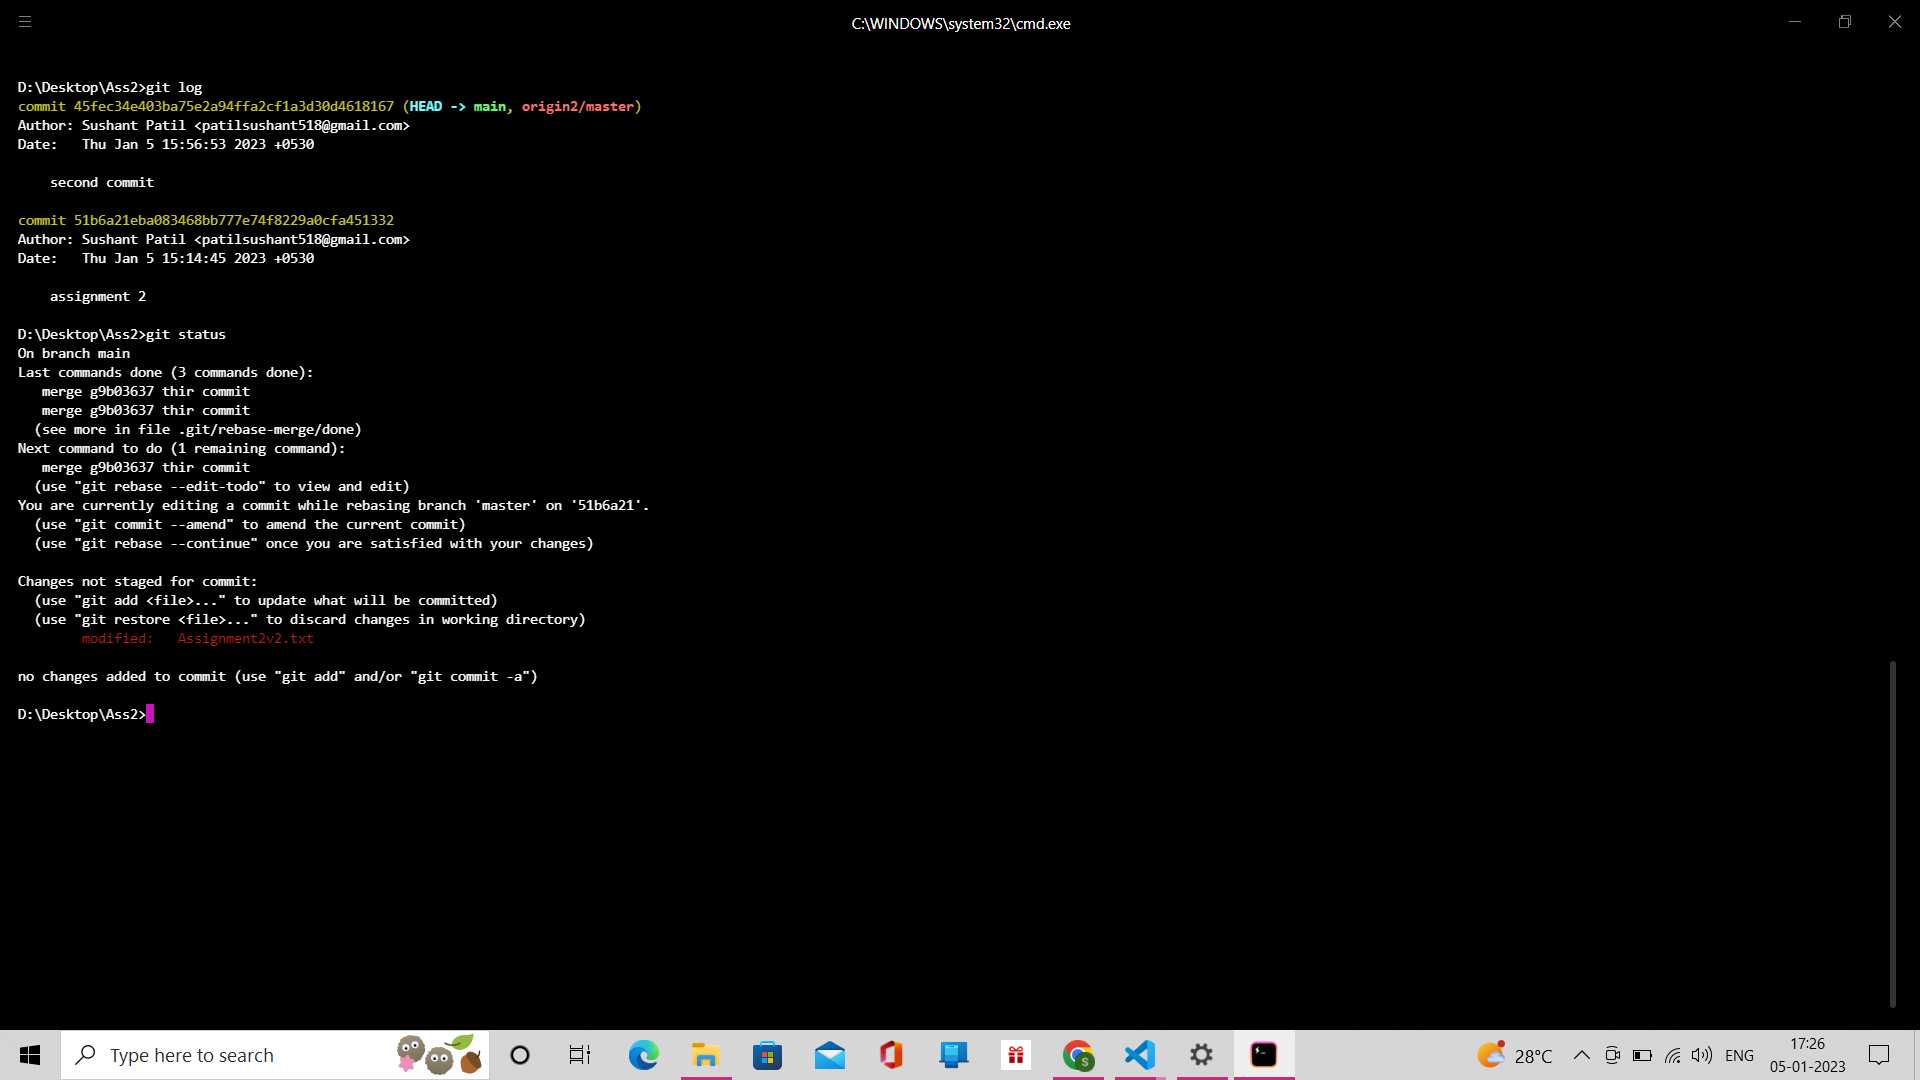 C:\WINDOWS\system32\cmd.exe
D:\Desktop\Ass2>git log
commit 45fec34e403ba75e2a94ffa2cf1a3d30d4618167 (HEAD -> main, origin2/master)
Author: Sushant Patil <patilsushant518@gmail.com>
Date:   Thu Jan 5 15:56:53 2023 +0530
    second commit
commit 51b6a21eba083468bb777e74f8229a0cfa451332
Author: Sushant Patil <patilsushant518@gmail.com>
Date:   Thu Jan 5 15:14:45 2023 +0530
    assignment 2
D:\Desktop\Ass2>git status
On branch main
Last commands done (3 commands done):
   merge g9b03637 thir commit
   merge g9b03637 thir commit
  (see more in file .git/rebase-merge/done)
Next command to do (1 remaining command):
   merge g9b03637 thir commit
  (use "git rebase --edit-todo" to view and edit)
You are currently editing a commit while rebasing branch 'master' on '51b6a21'.
  (use "git commit --amend" to amend the current commit)
  (use "git rebase --continue" once you are satisfied with your changes)
Changes not staged for commit:
  (use "git add <file>..." to update what will be committed)
  (use "git restore <file>..." to discard changes in working directory)
        modified:   Assignment2v2.txt
no changes added to commit (use "git add" and/or "git commit -a")
D:\Desktop\Ass2>
Type here to search
S
28°C
ENG
17:26
05-01-2023